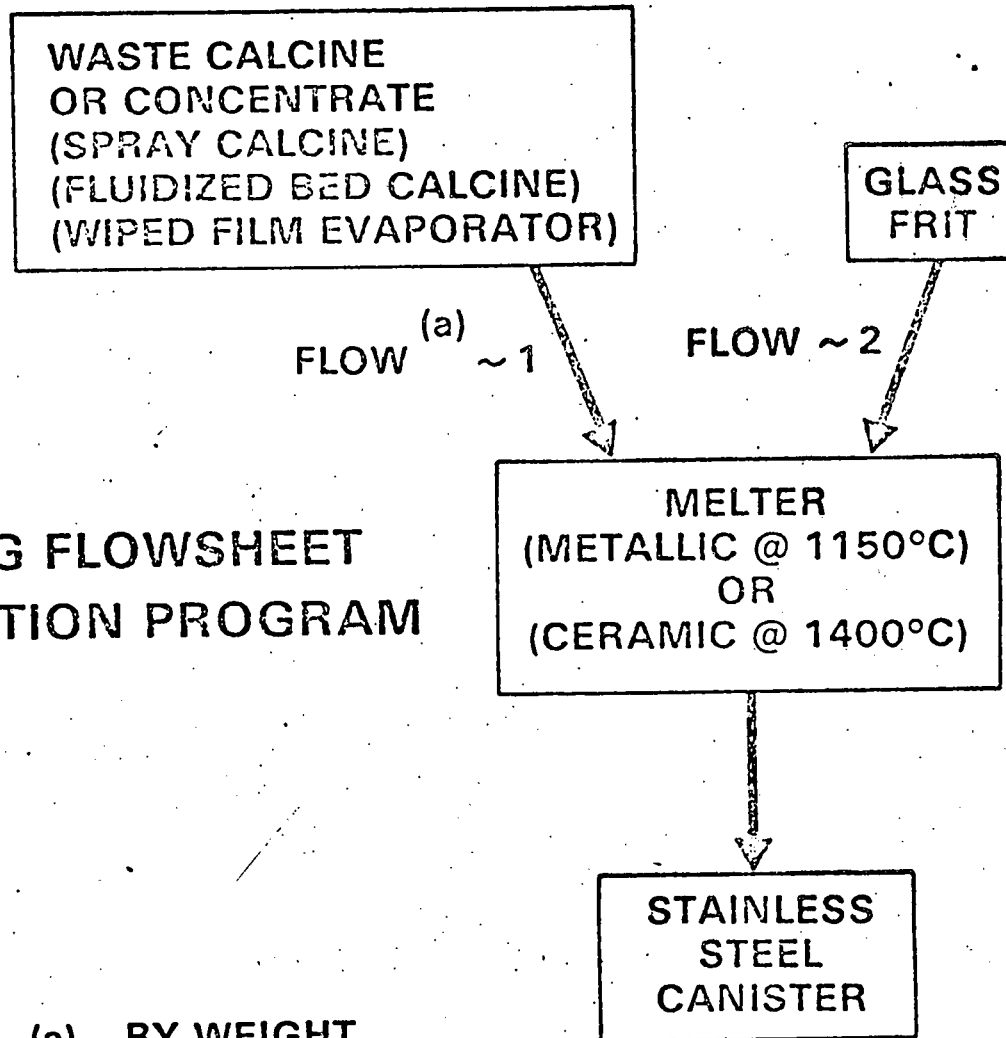 WASTE CALCINE
OR CONCENTRATE
(SPRAY CALCINE)
(FLUIDIZED BED CALCINE)
(WIPED FILM EVAPORATOR)
GLASS
FRIT
FLOW (a) ~ 1
FLOW ~ 2
MELTER
(METALLIC @ 1150°C)
OR
(CERAMIC @ 1400°C)
G FLOWSHEET
TION PROGRAM
STAINLESS
STEEL
CANISTER
(a) BY WEIGHT